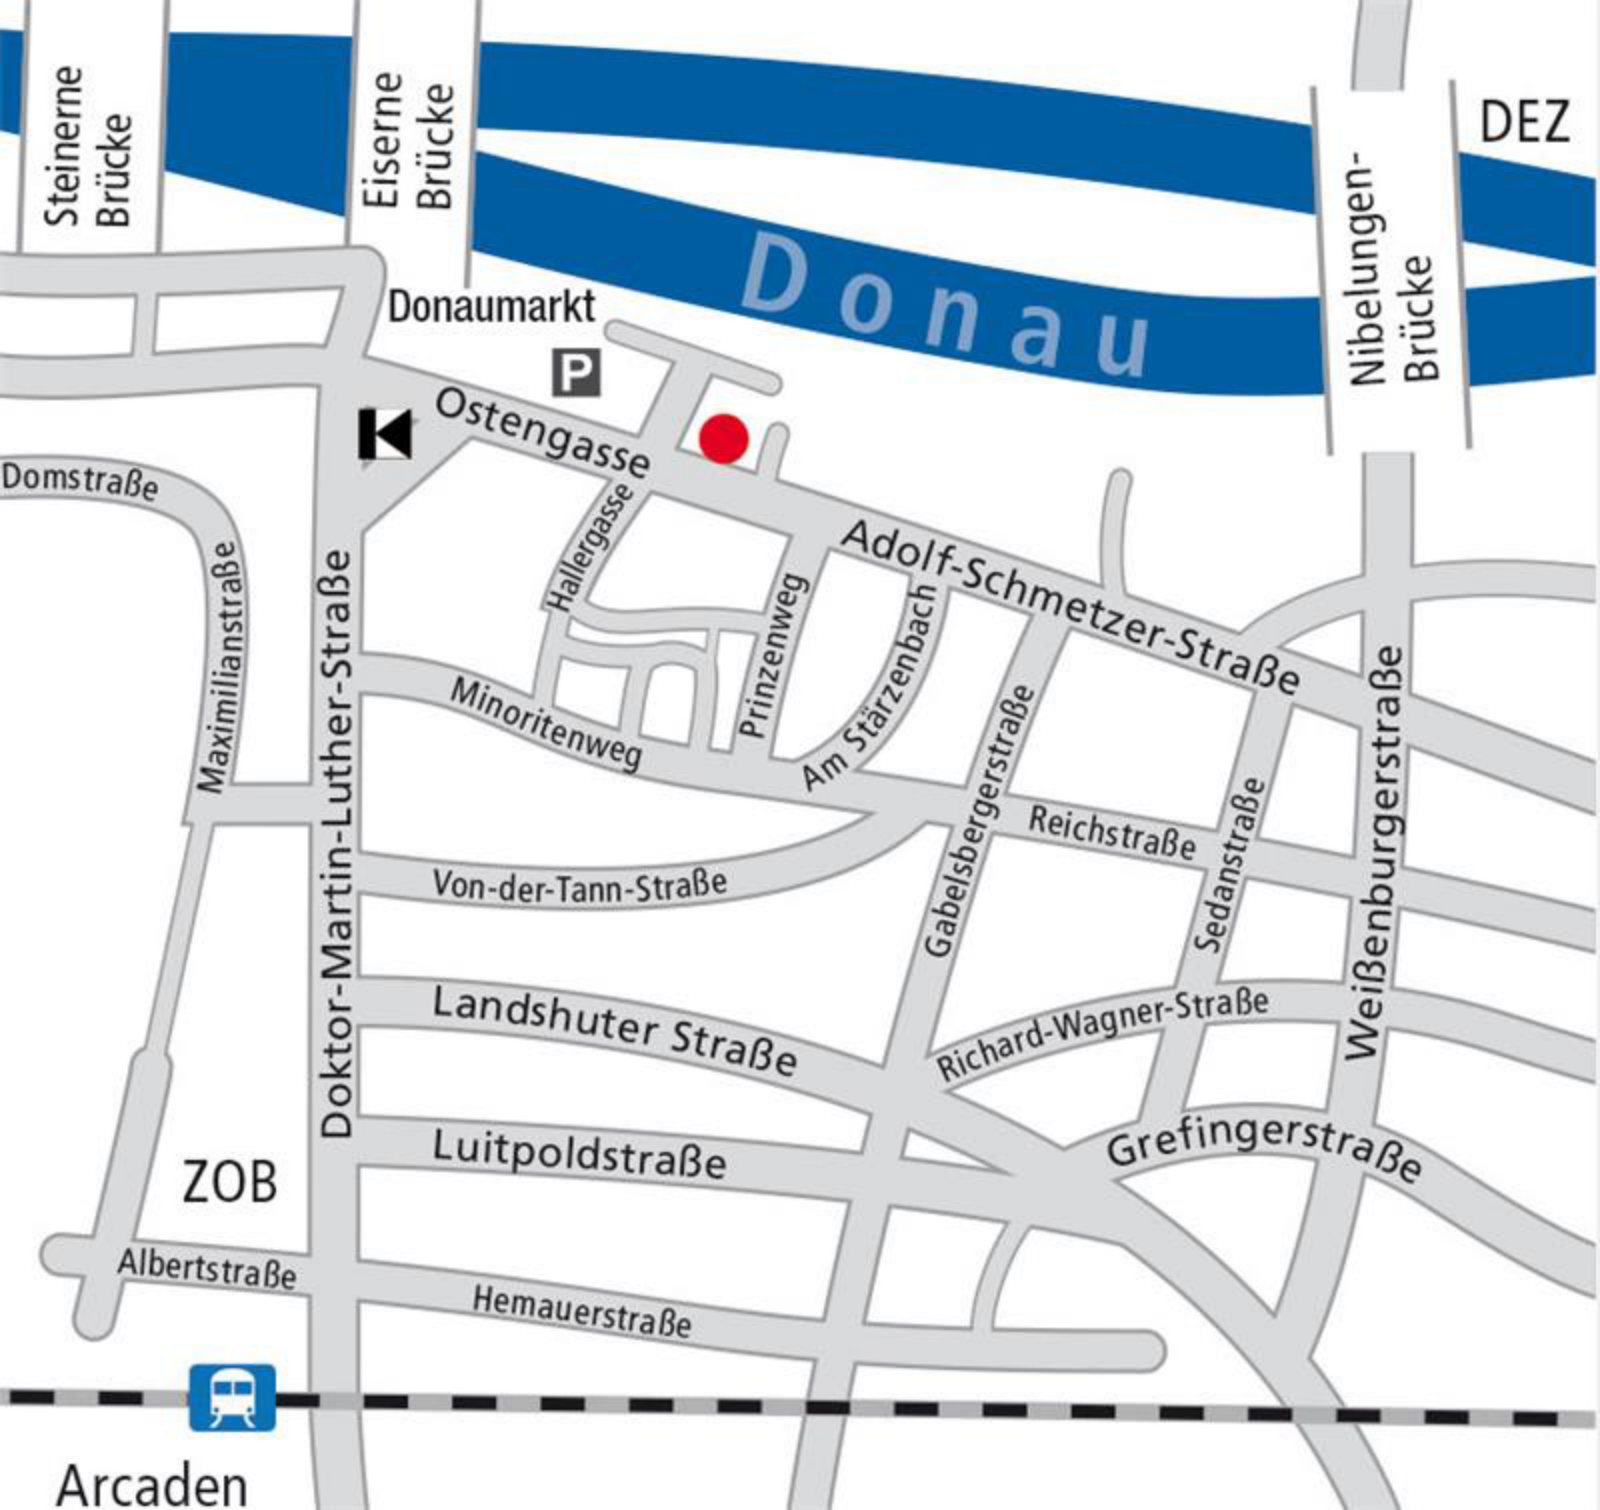 Steinerne
Brücke
Eiserne
Brücke
Nibelungen-
Brücke
DEZ
Donau
Donaumarkt
P
Ostengasse
K
Domstraße
Hallergasse
Adolf-Schmetzer-Straße
Maximilianstraße
Doktor-Martin-Luther-Straße
Prinzenweg
Am Stärzenbach
Minoritenweg
Gabelsbergerstraße
Reichstraße
Sedanstraße
Weißenburgerstraße
Von-der-Tann-Straße
Landshuter Straße
Richard-Wagner-Straße
Luitpoldstraße
Grefingerstraße
ZOB
Albertstraße
Hemauerstraße
Arcaden